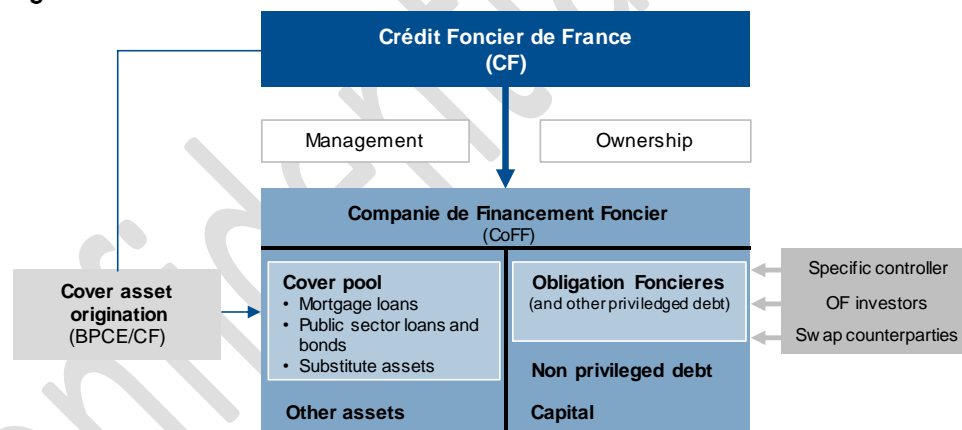 Crédit Foncier de France
(CF)
Management
Ownership
Companie de Financement Foncier
(CoFF)
Cover asset
origination
(BPCE/CF)
Cover pool
• Mortgage loans
• Public sector loans and
bonds
• Substitute assets
Other assets
Obligation Foncieres
(and other priviledged debt)
Non privileged debt
Capital
Specific controller
OF investors
Swap counterparties